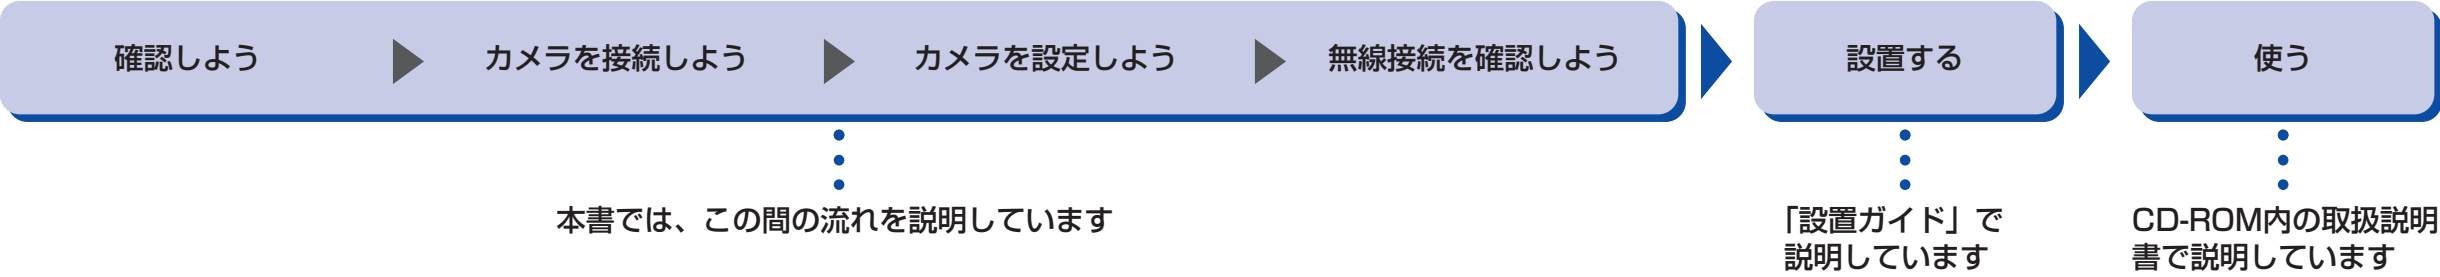 確認しよう
カメラを接続しよう
カメラを設定しよう
無線接続を確認しよう
設置する
使う
本書では、この間の流れを説明しています
「設置ガイド」で
説明しています
CD-ROM内の取扱説明
書で説明しています